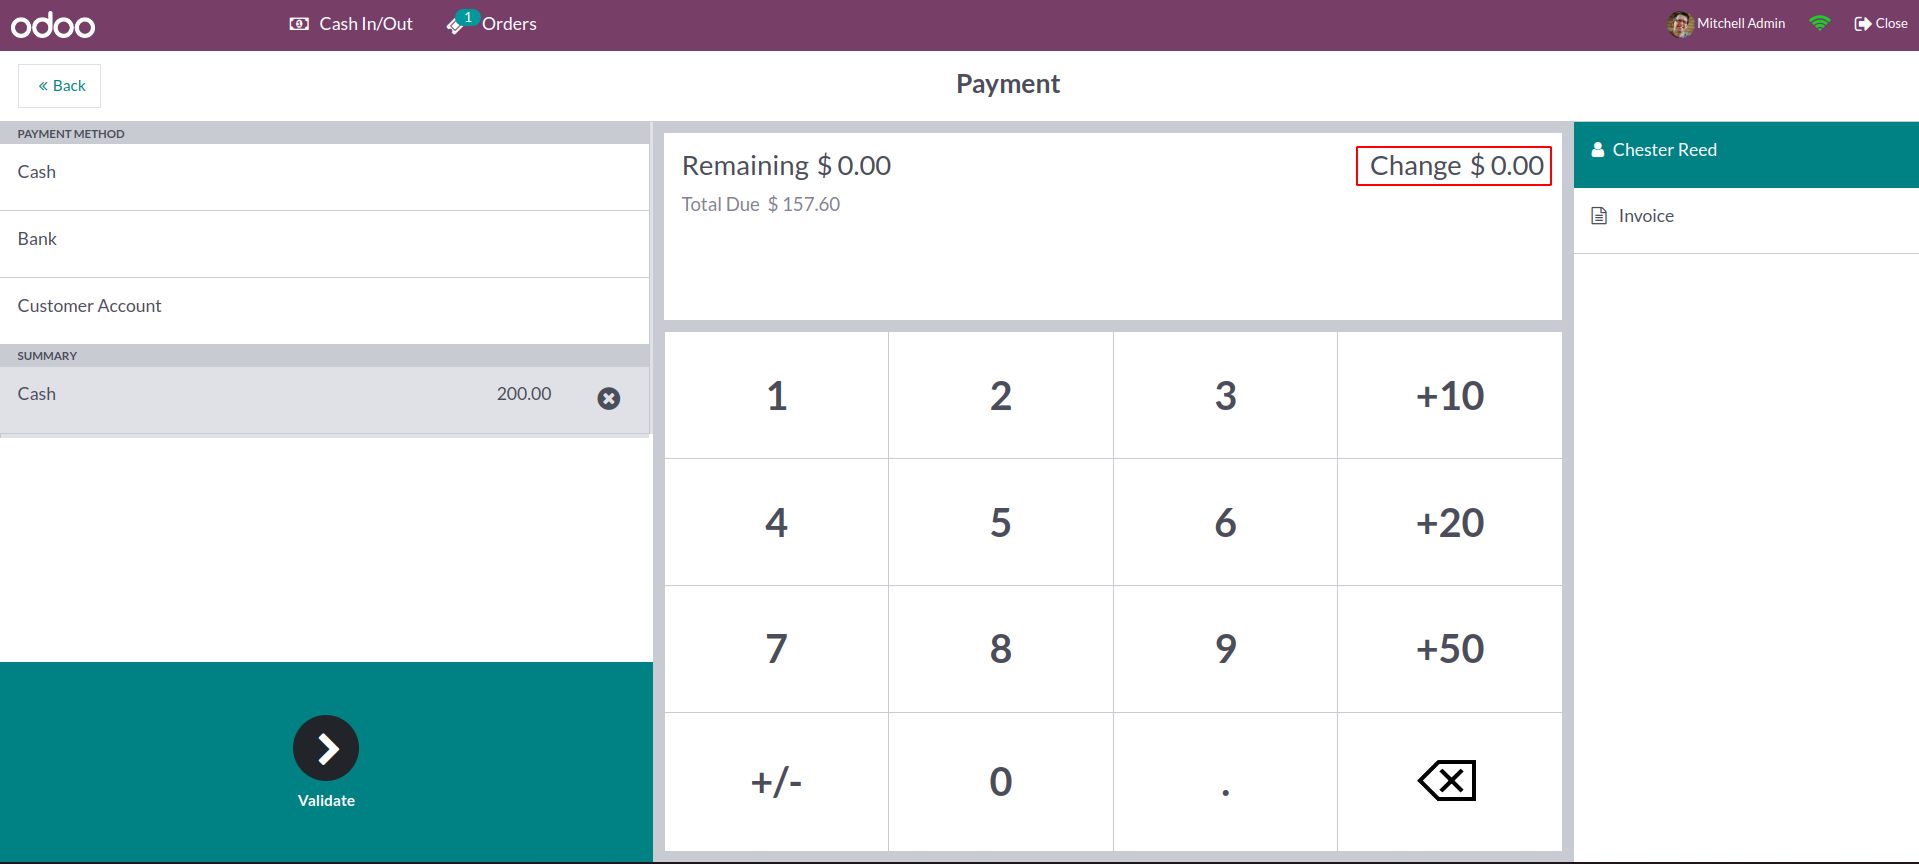 odoo
Cash In/Out
1
Orders
Mitchell Admin
Close
« Back
Payment
PAYMENT METHOD
Cash
Bank
Customer Account
SUMMARY
Cash 200.00
Validate
Remaining $ 0.00
Change $ 0.00
Total Due $ 157.60
1 2 3 +10
4 5 6 +20
7 8 9 +50
+/- 0 .
Chester Reed
Invoice